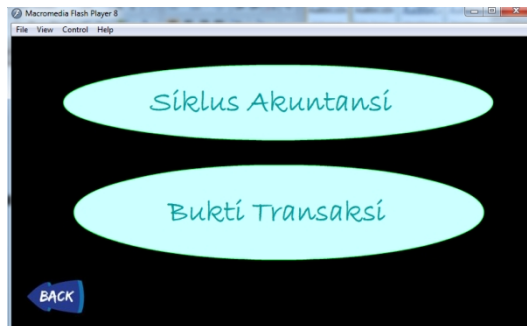 Macromedia Flash Player 8
File View Control Help
Siklus Akuntansi
Bukti Transaksi
BACK